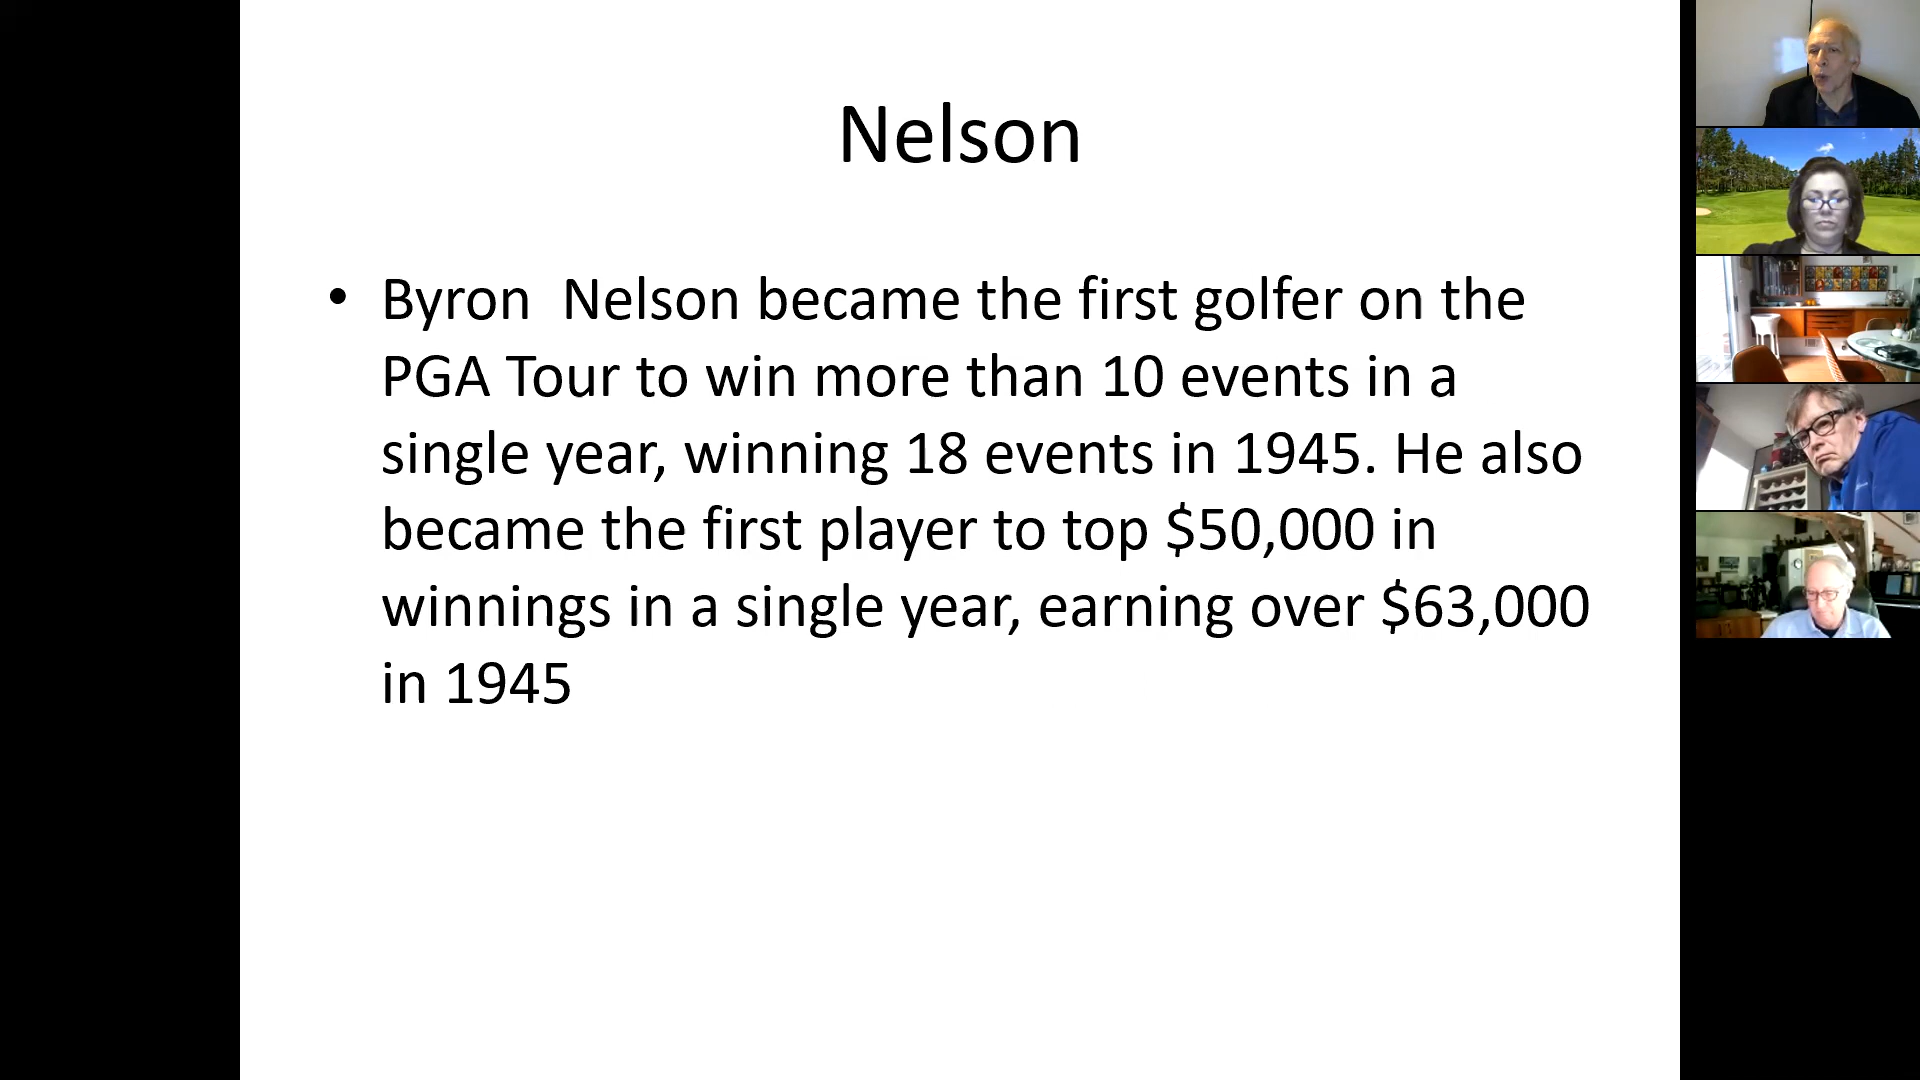 Nelson
• Byron  Nelson became the first golfer on the
PGA Tour to win more than 10 events in a
single year, winning 18 events in 1945. He also
became the first player to top $50,000 in
winnings in a single year, earning over $63,000
in 1945